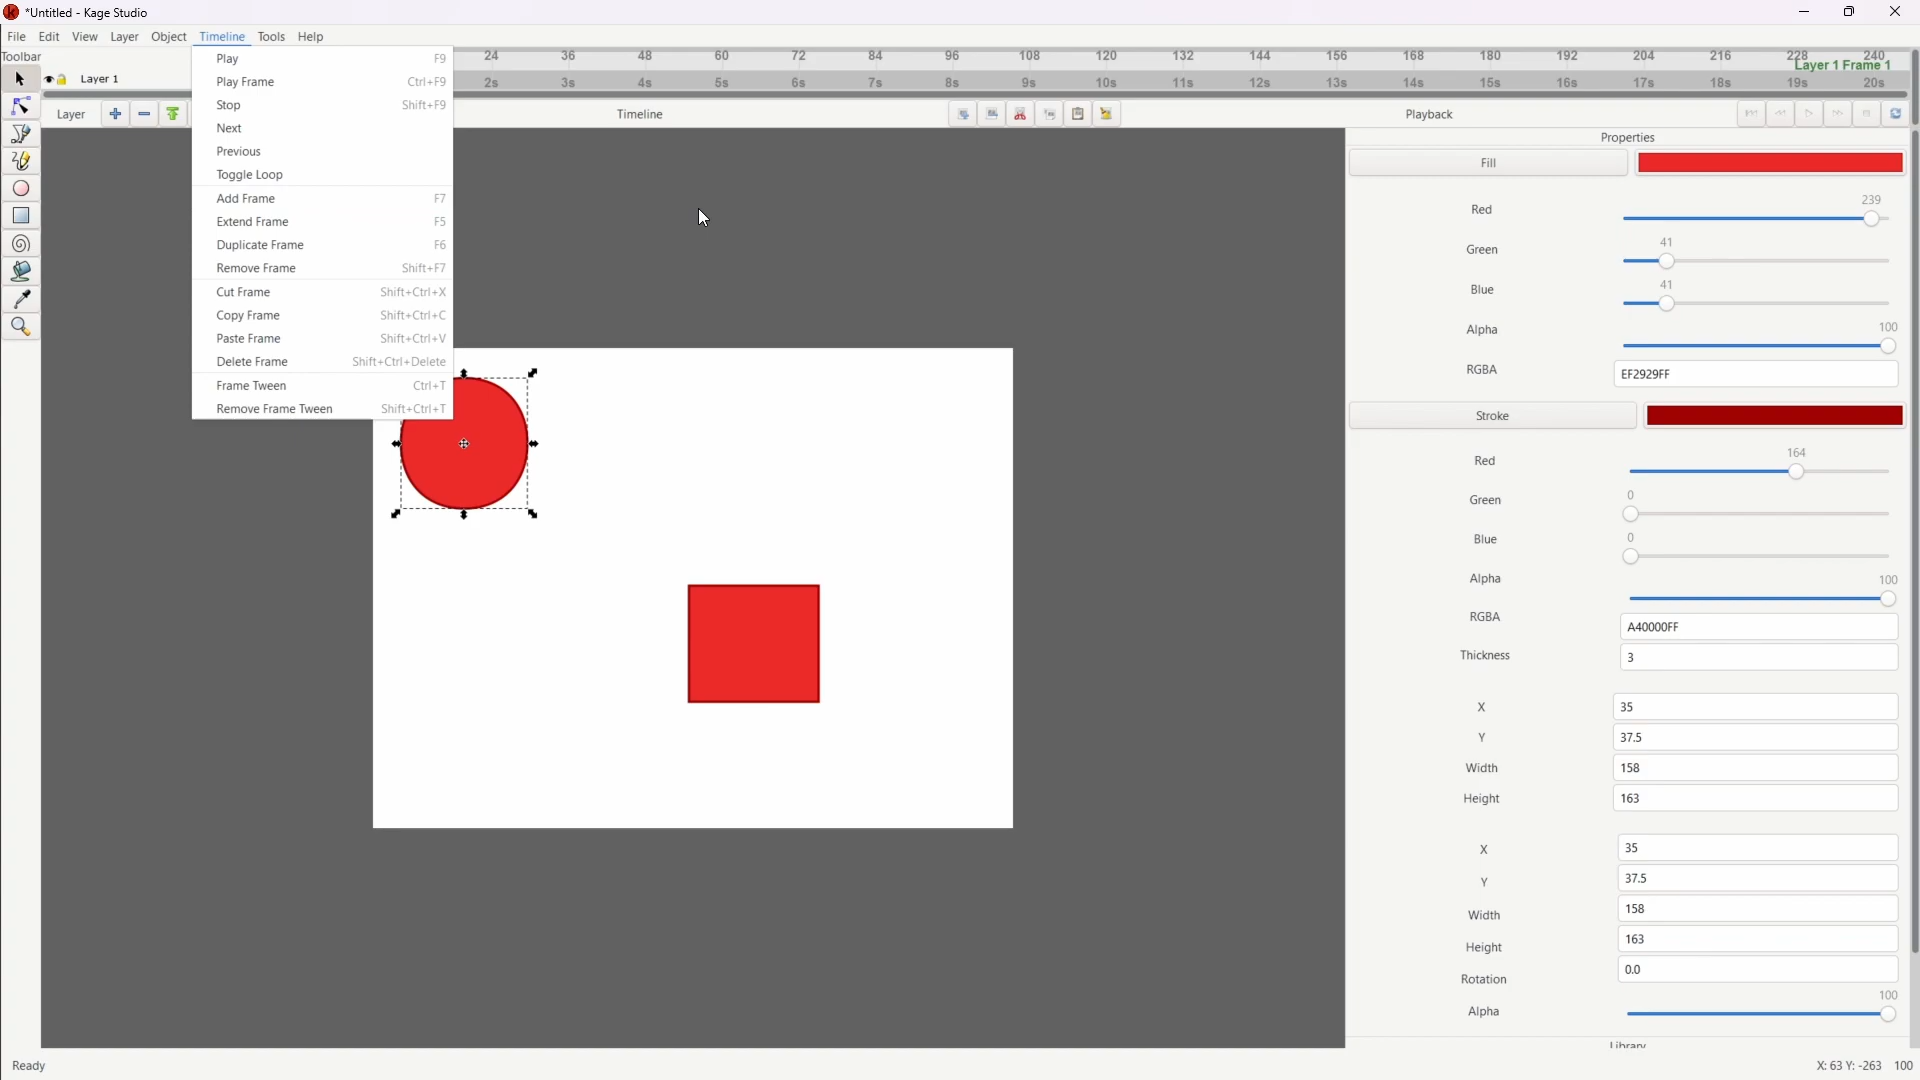 *Untitled - Kage Studio
File Edit View Layer Object Timeline Tools Help
Toolbar
24 36 48 60 72 84 96 108 120 132 144 156 168 180 192 204 216 228 240
Layer 1 Frame 1
Layer 1
2s 3s 4s 5s 6s 7s 8s 9s 10s 11s 12s 13s 14s 15s 16s 17s 18s 19s 20s
Layer Timeline Playback
Play F9
Play Frame Ctrl+F9
Stop Shift+F9
Next
Previous
Toggle Loop
Add Frame F7
Extend Frame F5
Duplicate Frame F6
Remove Frame Shift+F7
Cut Frame Shift+Ctrl+X
Copy Frame Shift+Ctrl+C
Paste Frame Shift+Ctrl+V
Delete Frame Shift+Ctrl+Delete
Frame Tween Ctrl+T
Remove Frame Tween Shift+Ctrl+T
Properties
Fill
Red 239
Green 41
Blue 41
Alpha 100
RGBA EF2929FF
Stroke
Red 164
Green 0
Blue 0
Alpha 100
RGBA A40000FF
Thickness 3
X 35
Y 37.5
Width 158
Height 163
X 35
Y 37.5
Width 158
Height 163
Rotation 0.0
Alpha 100
Library
Ready
X: 63 Y: -263 100